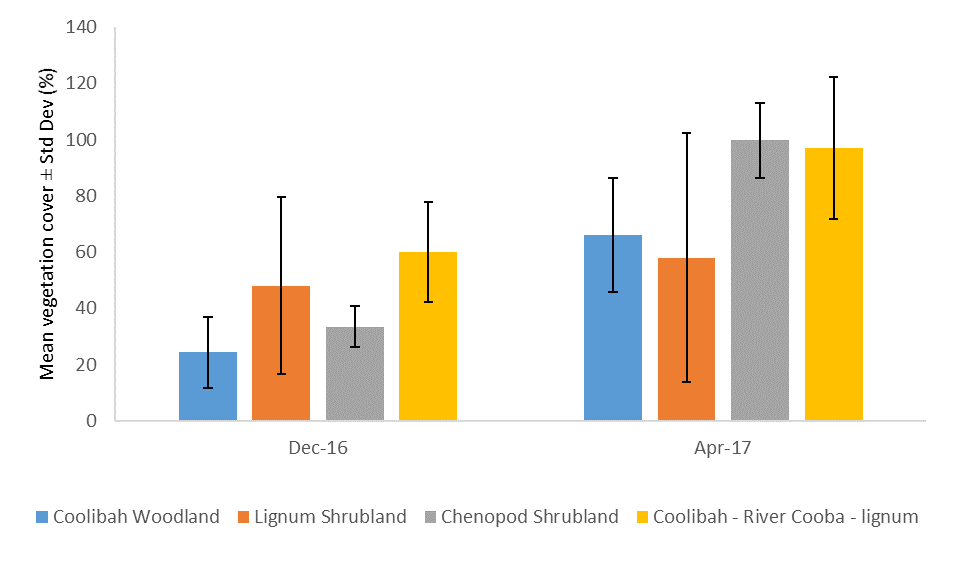 140
120
100
80
60
40
20
0
Mean vegetation cover ± Std Dev (%)
Dec-16 Apr-17
Coolibah Woodland Lignum Shrubland Chenopod Shrubland Coolibah - River Cooba - lignum